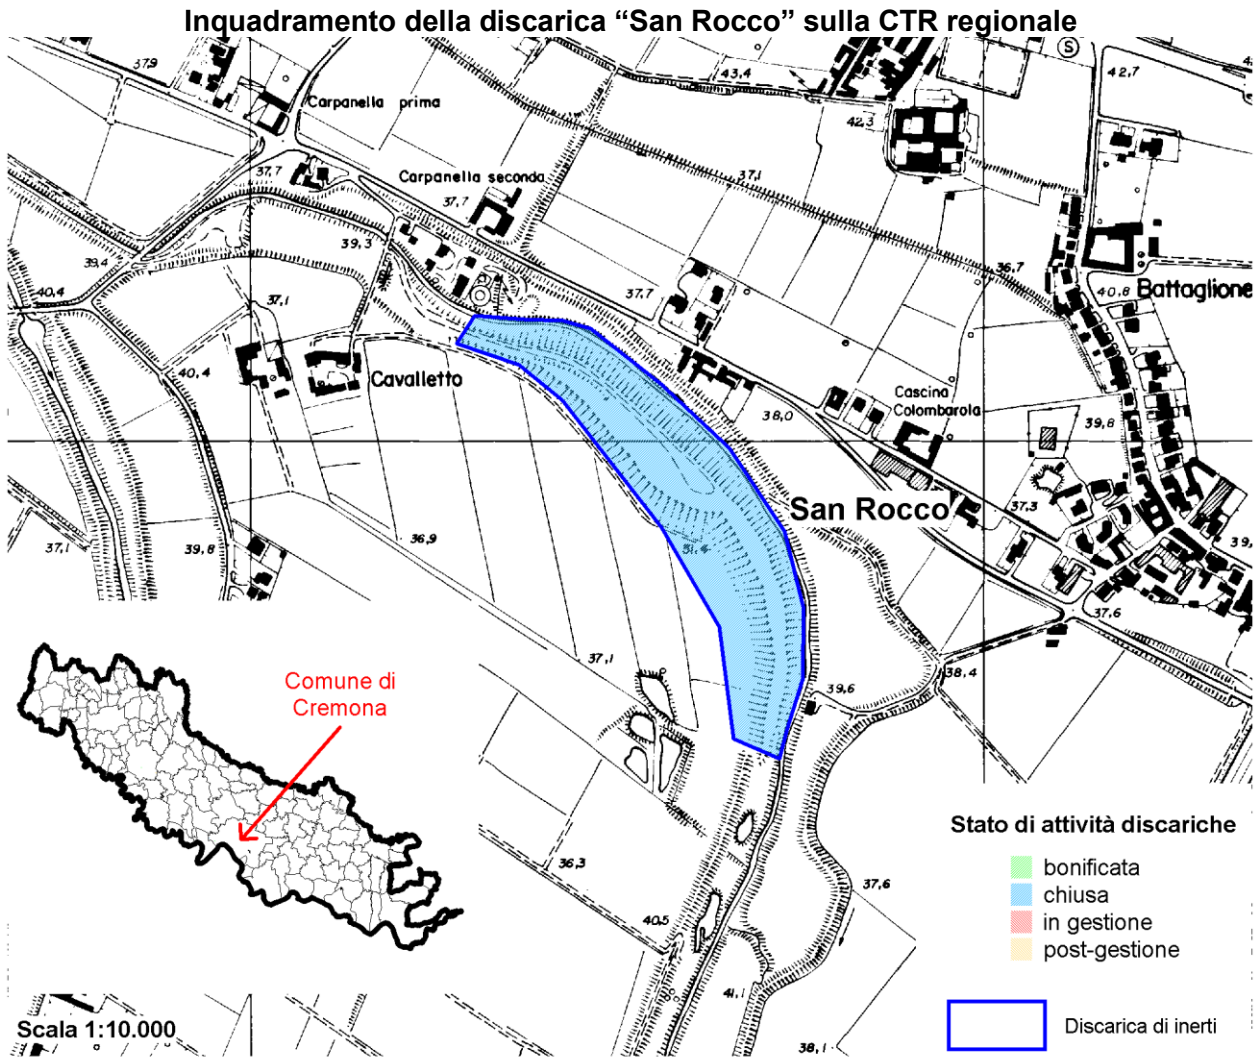 Inquadramento della discarica “San Rocco” sulla CTR regionale
37,9
43,4
S
42,7
Carpanella prima
42,3
37,7
Carpanella seconda
37,1
37,7
39,3
39,4
36,7
40,4
37,1
37,7
40,8
Battaglione
40,4
Cavalletto
Cascina
Colombarola
38,0
39,8
San Rocco
37,3
37,1
39,8
36,9
31,4
39,
37,6
37,1
38,4
39,6
Comune di
Cremona
36,3
37,6
40,5
41,1
38,1
Stato di attività discariche
bonificata
chiusa
in gestione
post-gestione
Discarica di inerti
Scala 1:10.000